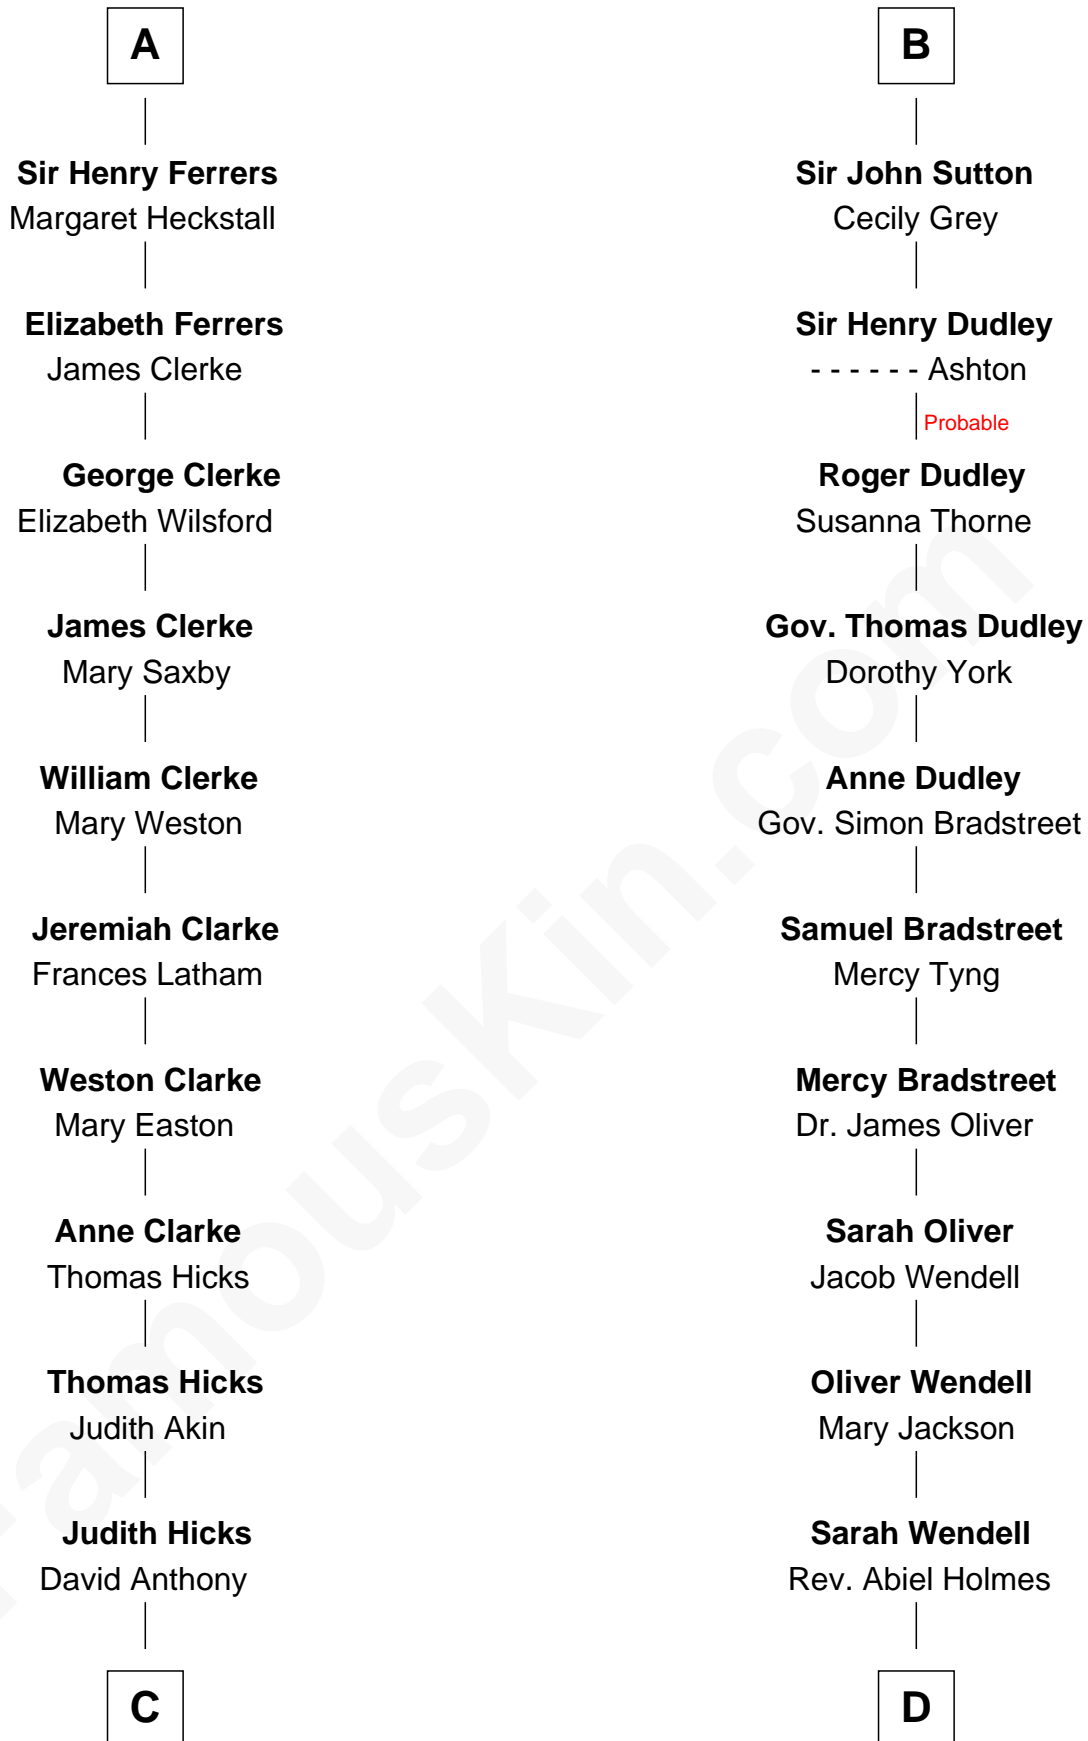 A
Sir Henry Ferrers
Margaret Heckstall
Elizabeth Ferrers
James Clerke
George Clerke
Elizabeth Wilsford
James Clerke
Mary Saxby
William Clerke
Mary Weston
Jeremiah Clarke
Frances Latham
Weston Clarke
Mary Easton
Anne Clarke
Thomas Hicks
Thomas Hicks
Judith Akin
Judith Hicks
David Anthony
C
B
Sir John Sutton
Cecily Grey
Sir Henry Dudley
- - - - - - Ashton
Probable
Roger Dudley
Susanna Thorne
Gov. Thomas Dudley
Dorothy York
Anne Dudley
Gov. Simon Bradstreet
Samuel Bradstreet
Mercy Tyng
Mercy Bradstreet
Dr. James Oliver
Sarah Oliver
Jacob Wendell
Oliver Wendell
Mary Jackson
Sarah Wendell
Rev. Abiel Holmes
D
FamousKin.com